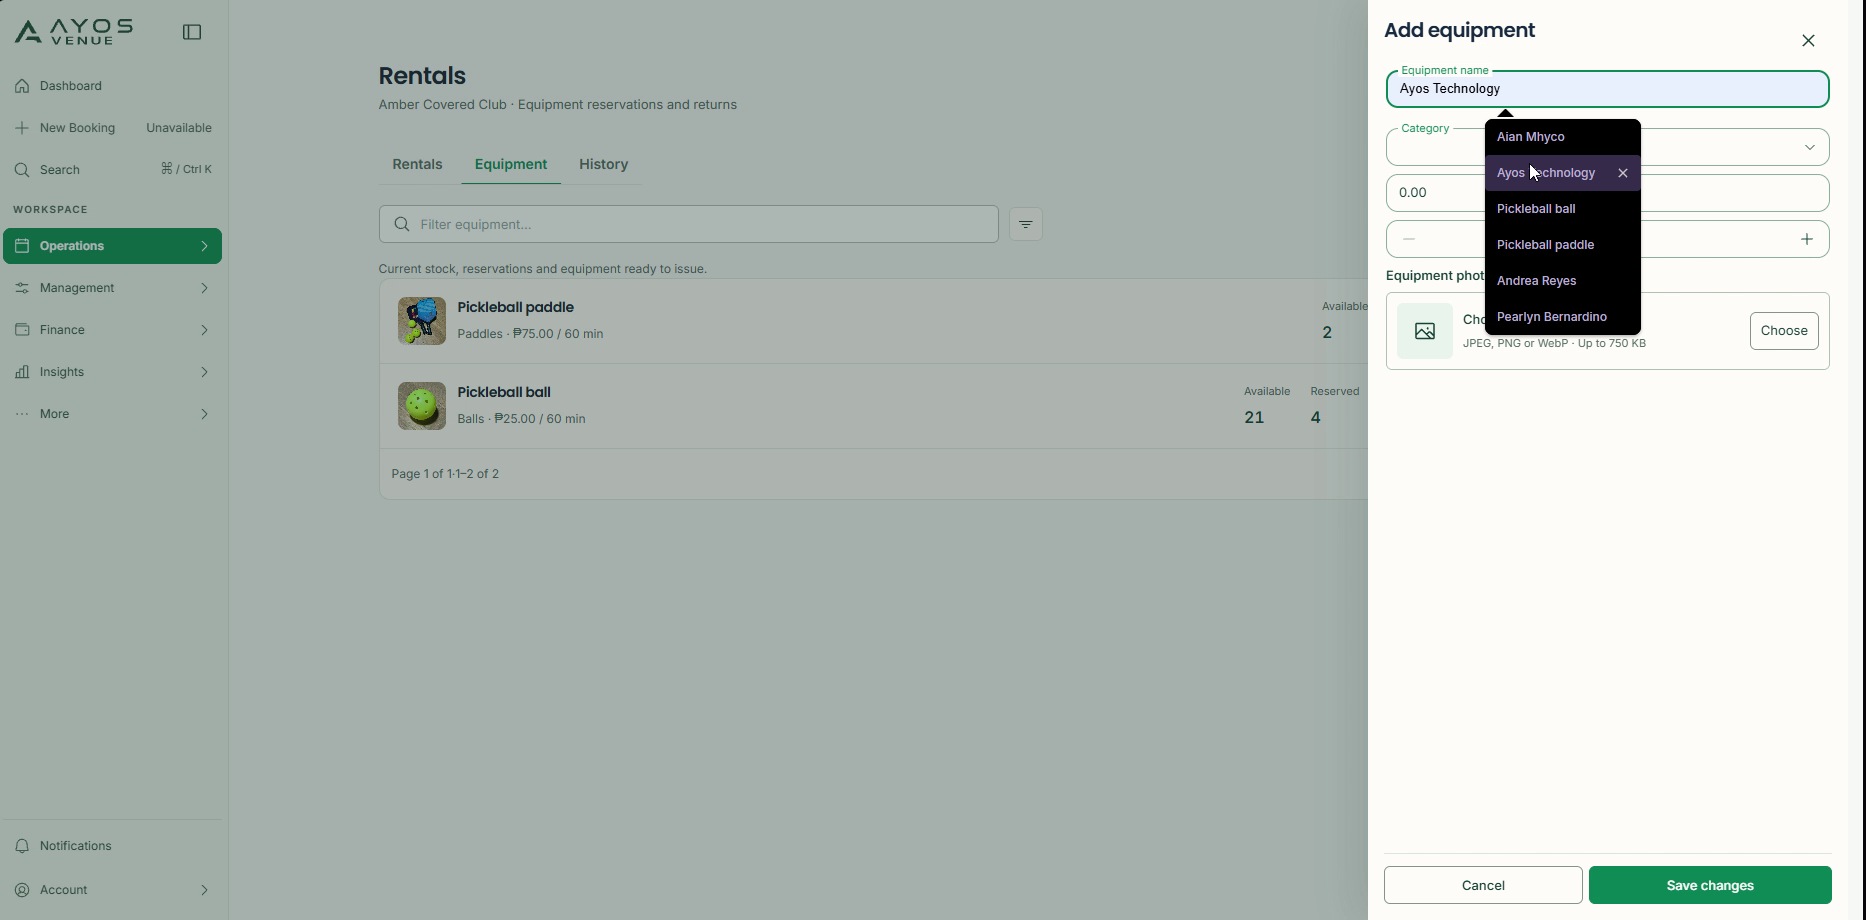 AYOS
VENUE
Dashboard
New Booking Unavailable
Search ⌘ / Ctrl K
WORKSPACE
Operations
Management
Finance
Insights
More
Notifications
Account
Rentals
Amber Covered Club · Equipment reservations and returns
Rentals Equipment History
Filter equipment...
Current stock, reservations and equipment ready to issue.
Pickleball paddle
Paddles · ₱75.00 / 60 min
Available
2
Pickleball ball
Balls · ₱25.00 / 60 min
Available Reserved
21 4
Page 1 of 1·1–2 of 2
Add equipment
Equipment name
Ayos Technology
Category
0.00
Equipment phot
Cho
JPEG, PNG or WebP · Up to 750 KB
Choose
Aian Mhyco
Ayos Technology
Pickleball ball
Pickleball paddle
Andrea Reyes
Pearlyn Bernardino
Cancel
Save changes